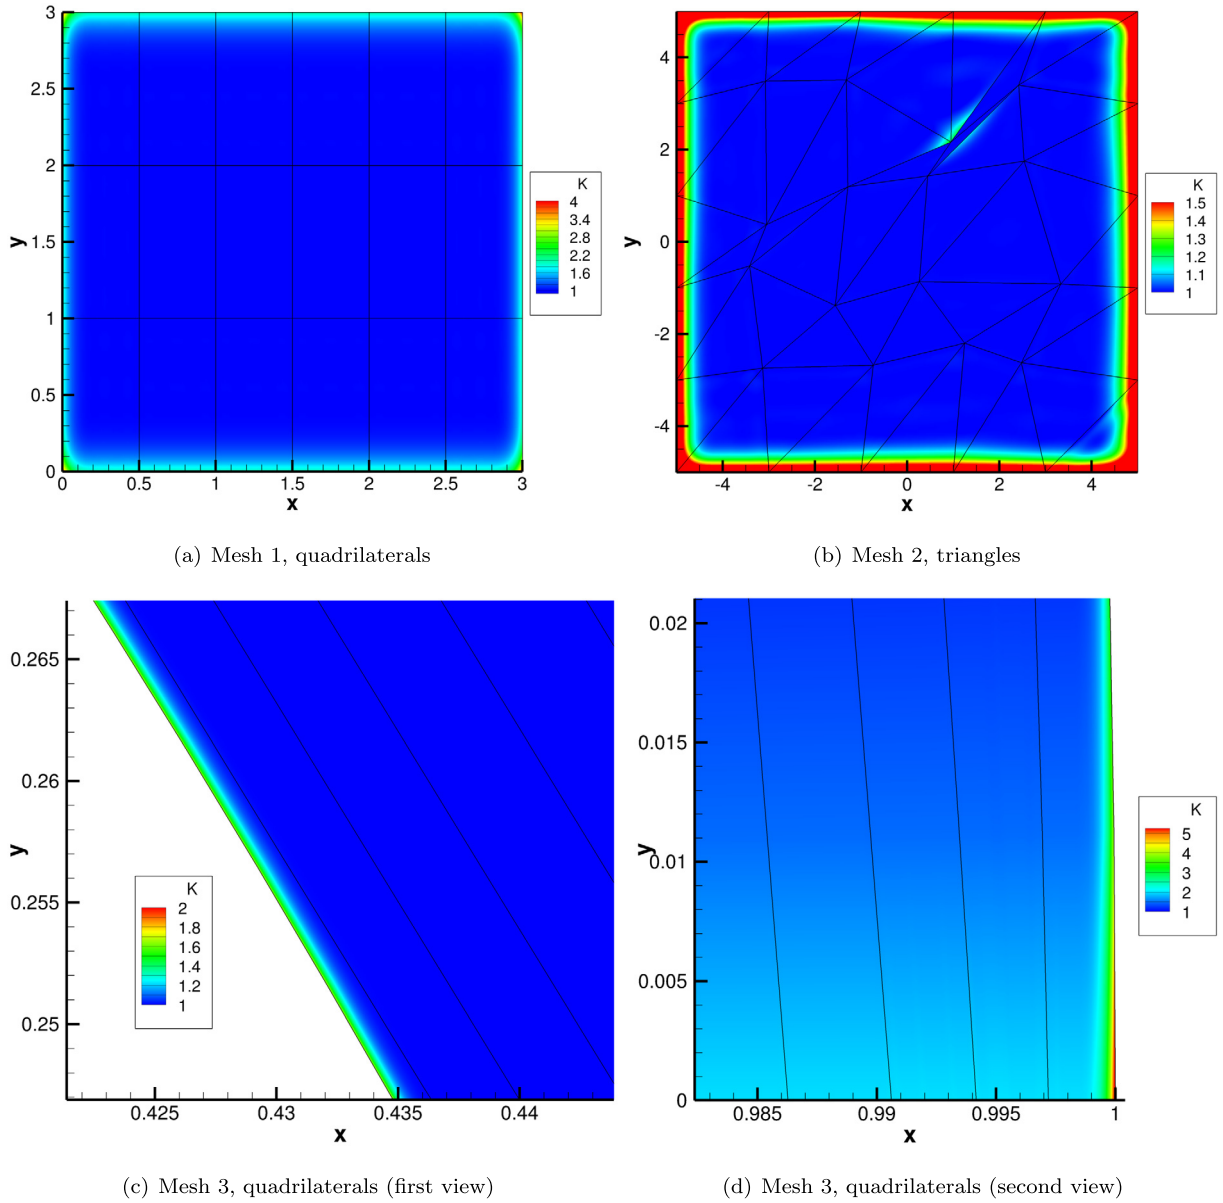 3
2.5
2
1.5
1
0.5
0
y
0 0.5 1 1.5 2 2.5 3
x
K
4
3.4
2.8
2.2
1.6
1
(a) Mesh 1, quadrilaterals
4
2
0
-2
-4
y
-4 -2 0 2 4
x
K
1.5
1.4
1.3
1.2
1.1
1
(b) Mesh 2, triangles
0.265
0.26
0.255
0.25
y
0.425 0.43 0.435 0.44
x
K
2
1.8
1.6
1.4
1.2
1
(c) Mesh 3, quadrilaterals (first view)
0.02
0.015
0.01
0.005
0
y
0.985 0.99 0.995 1
x
K
5
4
3
2
1
(d) Mesh 3, quadrilaterals (second view)